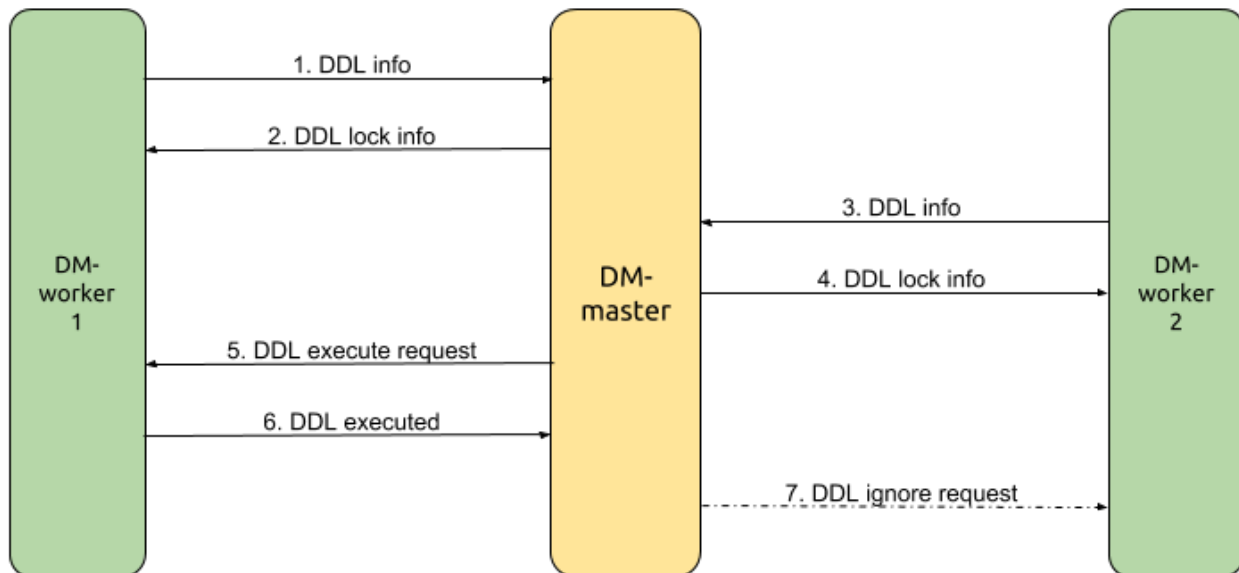 1. DDL info
2. DDL lock info
3. DDL info
DM-
worker
1
DM-
master
DM-
worker
2
4. DDL lock info
5. DDL execute request
6. DDL executed
7. DDL ignore request